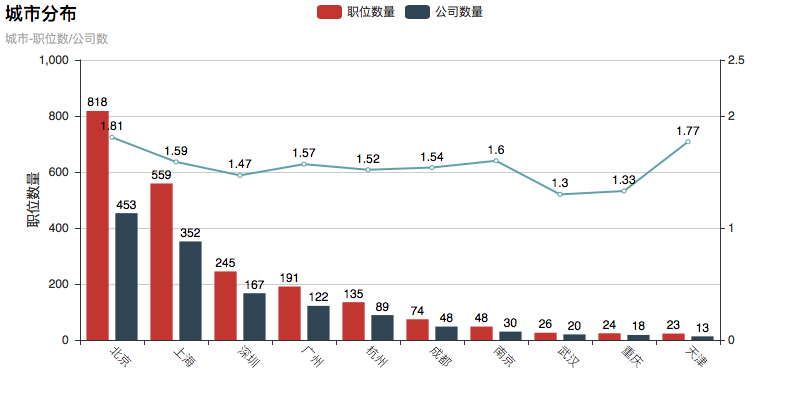 城市分布
城市-职位数/公司数
职位数量 公司数量
职位数量
1,000
800
600
400
200
0
2.5
2
1
0
818 453 1.81
559 352 1.59
245 167 1.47
191 122 1.57
135 89 1.52
74 48 1.54
48 30 1.6
26 20 1.3
24 18 1.33
23 13 1.77
北京 上海 深圳 广州 杭州 成都 南京 武汉 重庆 天津